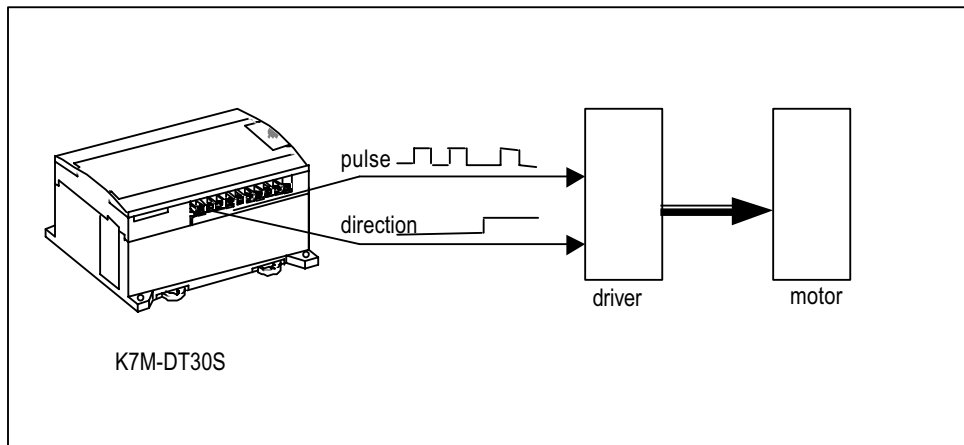 pulse
direction
driver
motor
K7M-DT30S